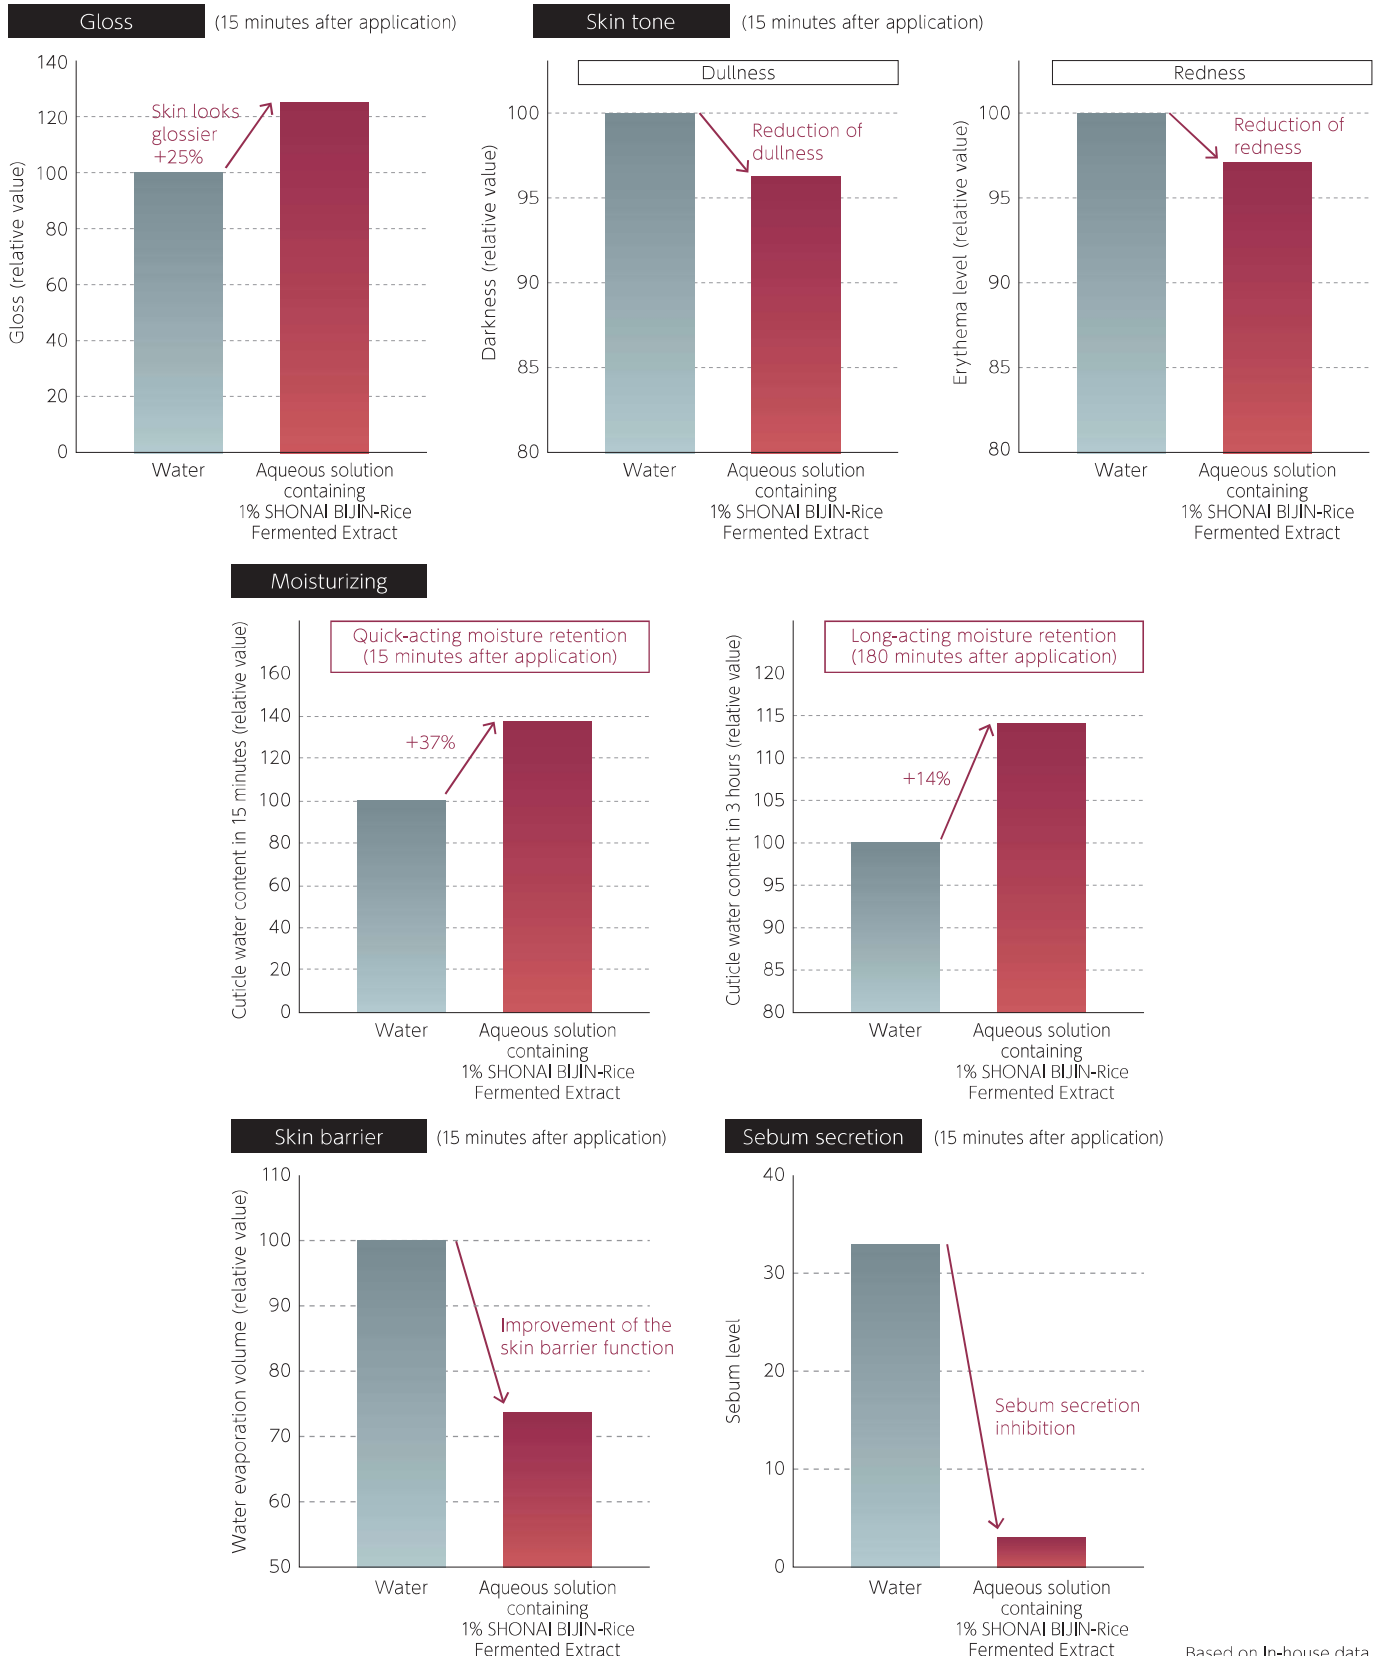 Gloss (15 minutes after application)
Gloss (relative value)
140
120
100
80
60
40
20
0
Skin looks
glossier
+25%
Water
Aqueous solution
containing
1% SHONAI BIJIN-Rice
Fermented Extract
Skin tone (15 minutes after application)
Dullness
Darkness (relative value)
100
95
90
85
80
Reduction of
dullness
Water
Aqueous solution
containing
1% SHONAI BIJIN-Rice
Fermented Extract
Redness
Erythema level (relative value)
100
95
90
85
80
Reduction of
redness
Water
Aqueous solution
containing
1% SHONAI BIJIN-Rice
Fermented Extract
Moisturizing
Quick-acting moisture retention
(15 minutes after application)
Cuticle water content in 15 minutes (relative value)
160
140
120
100
80
60
40
20
0
+37%
Water
Aqueous solution
containing
1% SHONAI BIJIN-Rice
Fermented Extract
Long-acting moisture retention
(180 minutes after application)
Cuticle water content in 3 hours (relative value)
120
115
114
110
105
100
95
90
85
80
+14%
Water
Aqueous solution
containing
1% SHONAI BIJIN-Rice
Fermented Extract
Skin barrier (15 minutes after application)
Water evaporation volume (relative value)
110
100
90
80
70
60
50
Improvement of the
skin barrier function
Water
Aqueous solution
containing
1% SHONAI BIJIN-Rice
Fermented Extract
Sebum secretion (15 minutes after application)
Sebum level
40
30
20
10
0
Sebum secretion
inhibition
Water
Aqueous solution
containing
1% SHONAI BIJIN-Rice
Fermented Extract
Based on In-house data